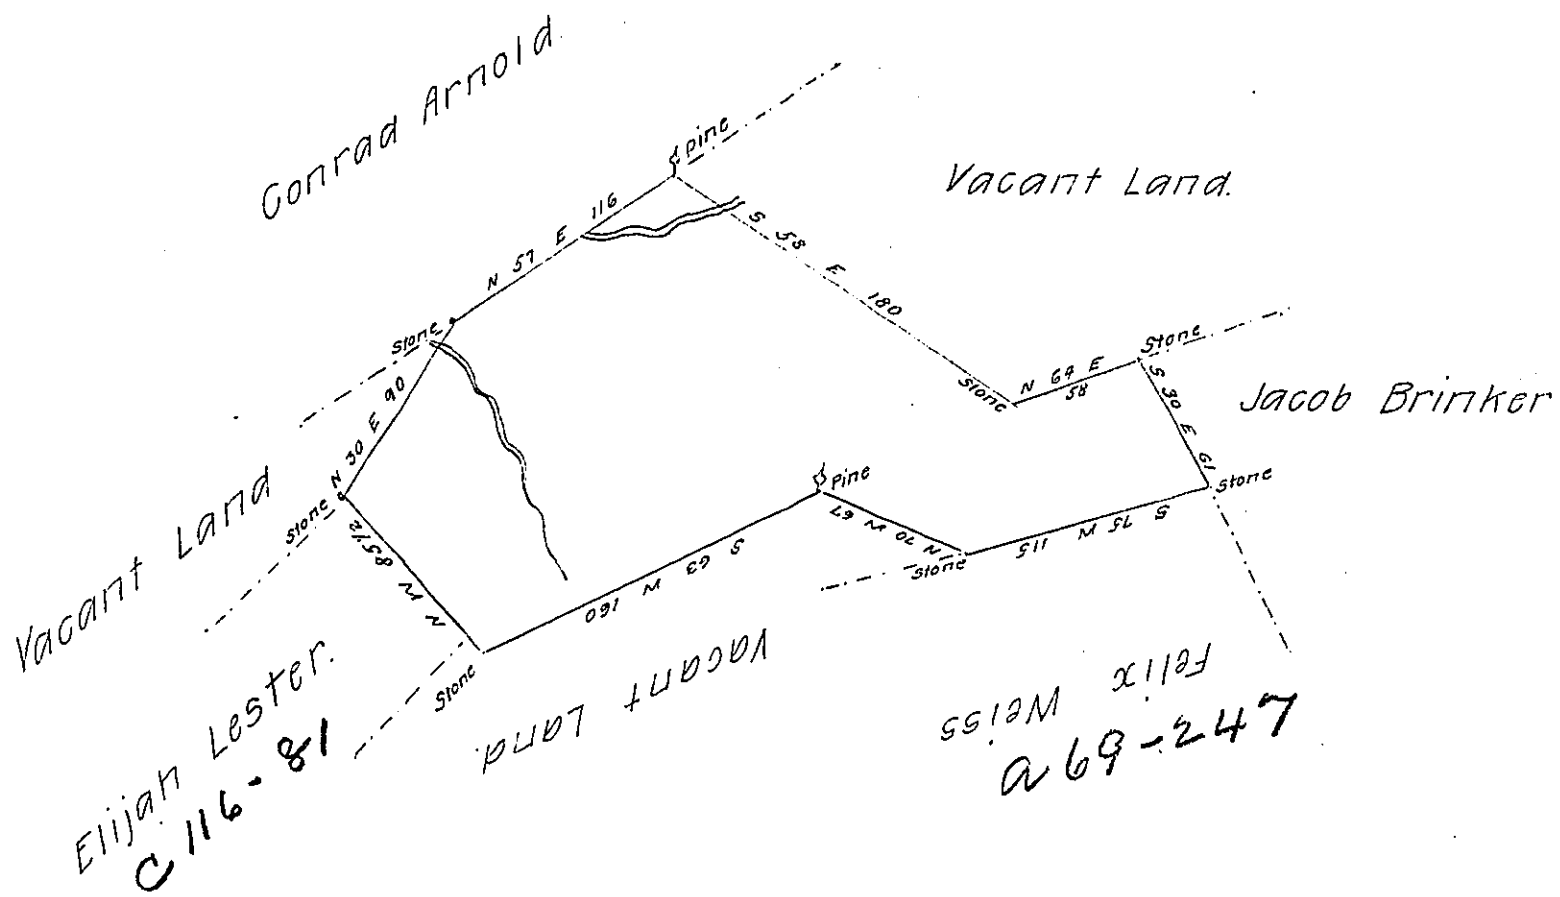 Conrad Arnold.
Pine
N 57 E 116
Vacant Land.
S 58 E 180
Stone
Stone
N 69 E
58
Stone
S 30 E 61
Jacob Brinker
N 30 E 90
Stone
Pine
N 70 W 67
S 75 W 115
Stone
Stone
Vacant Land
85 1/2
S 63 W 160
Stone
Vacant Land.
Felix
Weiss
a 69-247
Elijah Lester.
C 116-81